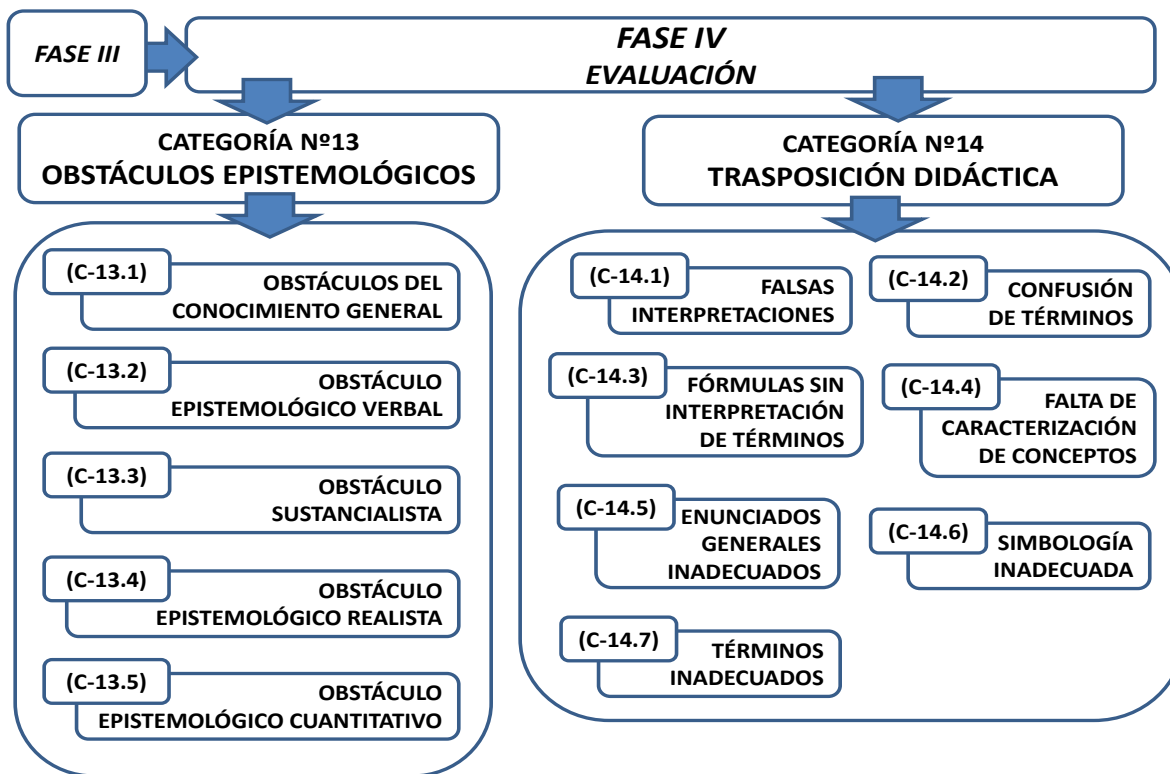 FASE III
FASE IV
EVALUACIÓN
CATEGORÍA Nº13
OBSTÁCULOS EPISTEMOLÓGICOS
CATEGORÍA Nº14
TRASPOSICIÓN DIDÁCTICA
(C-13.1)
OBSTÁCULOS DEL
CONOCIMIENTO GENERAL
(C-13.2)
OBSTÁCULO
EPISTEMOLÓGICO VERBAL
(C-13.3)
OBSTÁCULO
SUSTANCIALISTA
(C-13.4)
OBSTÁCULO
EPISTEMOLÓGICO REALISTA
(C-13.5)
OBSTÁCULO
EPISTEMOLÓGICO CUANTITATIVO
(C-14.1)
FALSAS
INTERPRETACIONES
(C-14.2)
CONFUSIÓN
DE TÉRMINOS
(C-14.3)
FÓRMULAS SIN
INTERPRETACIÓN
DE TÉRMINOS
(C-14.4)
FALTA DE
CARACTERIZACIÓN
DE CONCEPTOS
(C-14.5)
ENUNCIADOS
GENERALES
INADECUADOS
(C-14.6)
SIMBOLOGÍA
INADECUADA
(C-14.7)
TÉRMINOS
INADECUADOS